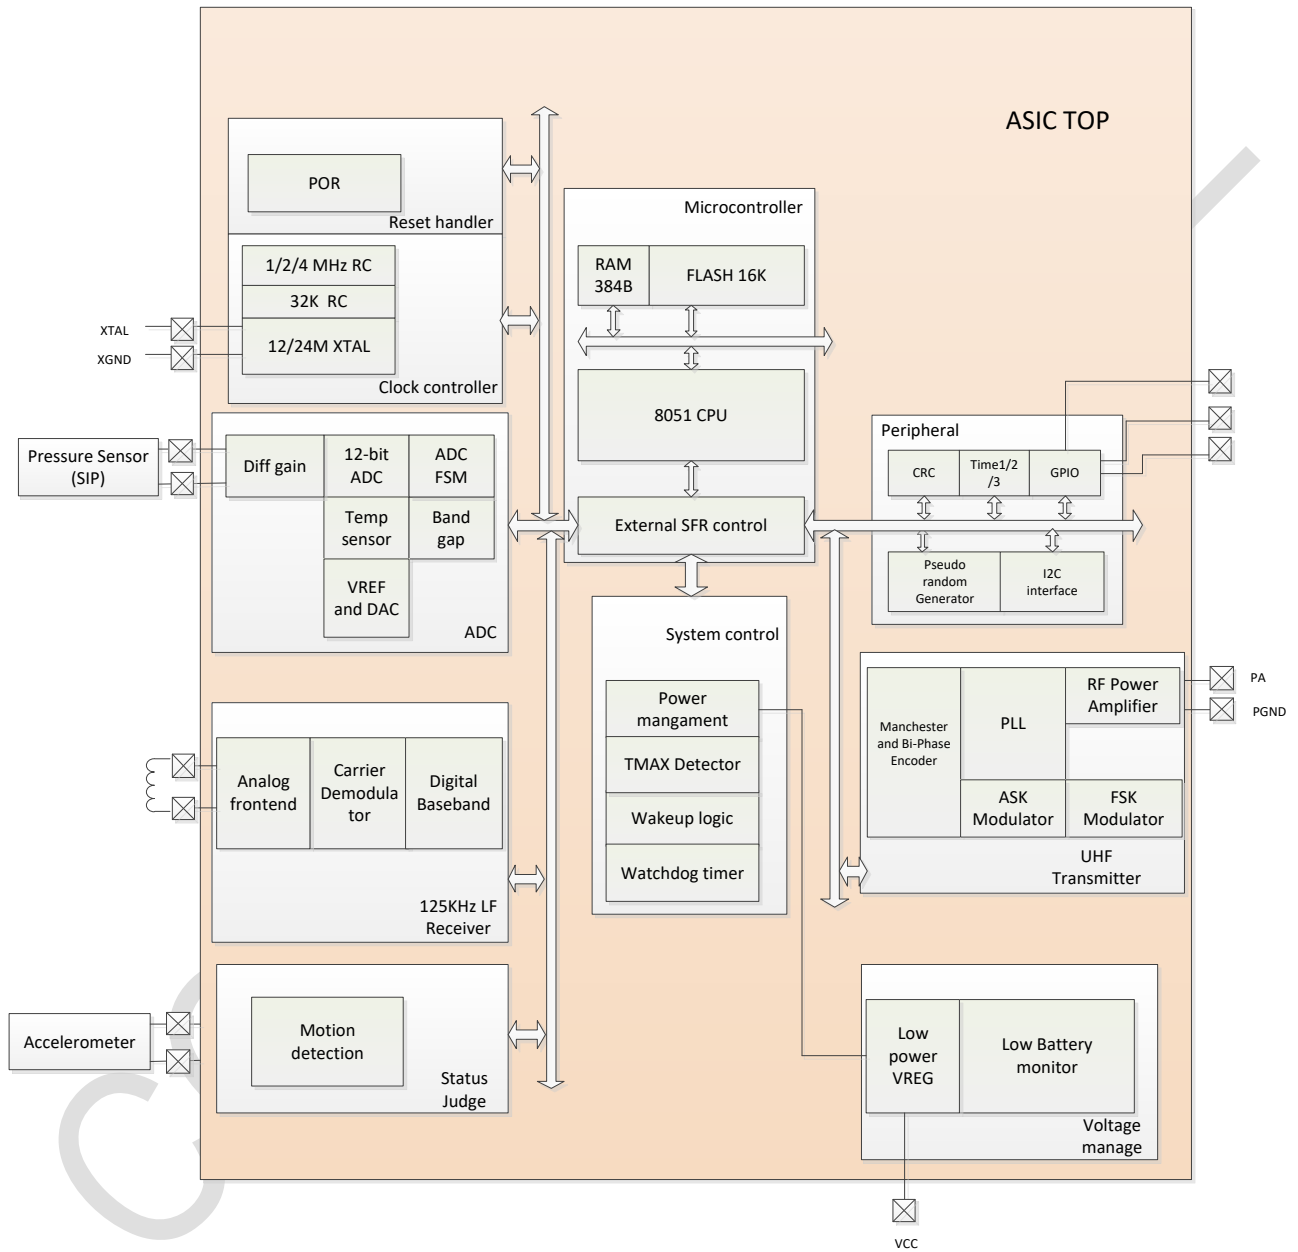 ASIC TOP
POR
Reset handler
1/2/4 MHz RC
32K RC
12/24M XTAL
Clock controller
XTAL
XGND
Microcontroller
RAM
384B
FLASH 16K
8051 CPU
External SFR control
Pressure Sensor
(SIP)
Diff gain
12-bit
ADC
ADC
FSM
Temp
sensor
Band
gap
VREF
and DAC
ADC
Peripheral
CRC
Time1/2
/3
GPIO
Pseudo
random
Generator
I2C
interface
System control
Power
mangament
TMAX Detector
Wakeup logic
Watchdog timer
Manchester
and Bi-Phase
Encoder
PLL
RF Power
Amplifier
ASK
Modulator
FSK
Modulator
UHF
Transmitter
PA
PGND
Analog
frontend
Carrier
Demodula
tor
Digital
Baseband
125KHz LF
Receiver
Accelerometer
Motion
detection
Status
Judge
Low
power
VREG
Low Battery
monitor
Voltage
manage
VCC